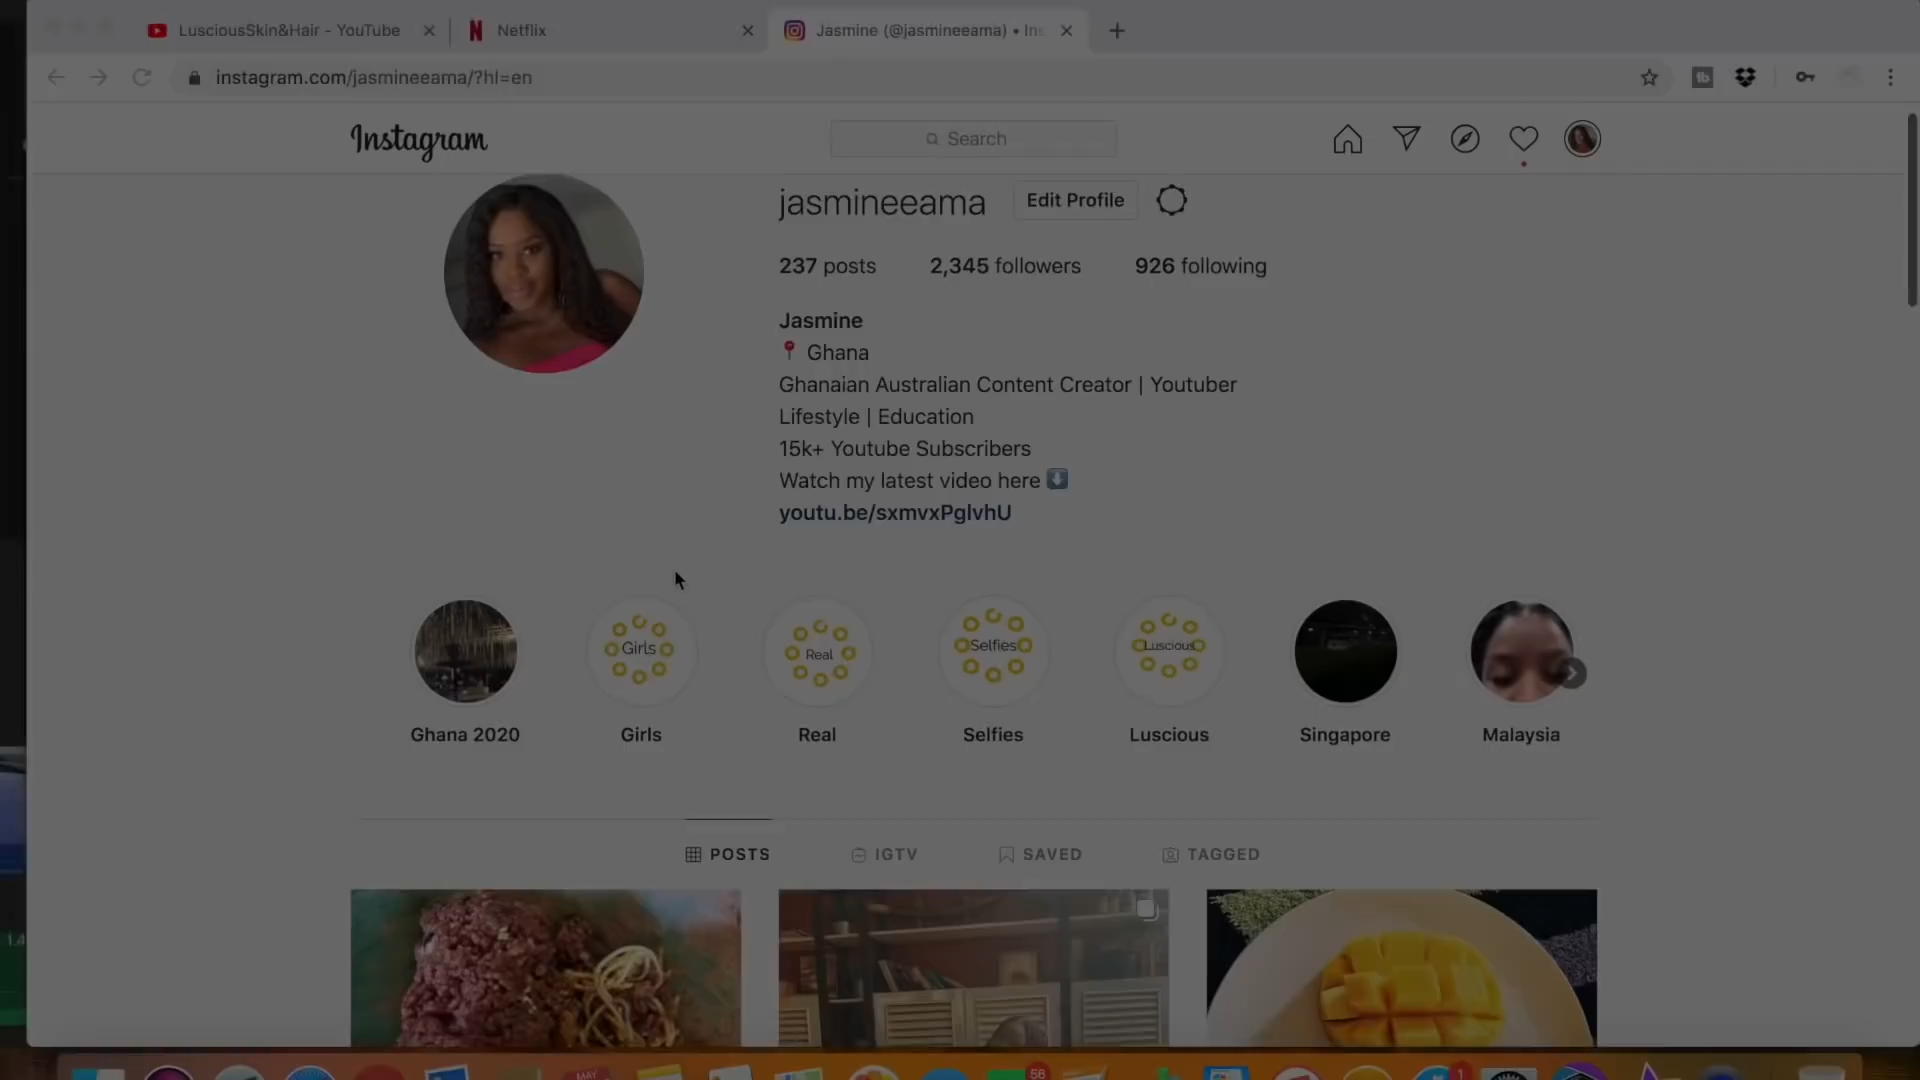 LusciousSkin&Hair - YouTube
Netflix
Jasmine (@jasmineeama) • Ins
instagram.com/jasmineeama/?hl=en
Instagram
Search
jasmineeama
Edit Profile
237 posts
2,345 followers
926 following
Jasmine
Ghana
Ghanaian Australian Content Creator | Youtuber
Lifestyle | Education
15k+ Youtube Subscribers
Watch my latest video here
Girls
Real
Selfies
Luscious
Ghana 2020
Girls
Real
Selfies
Luscious
Singapore
Malaysia
POSTS
IGTV
SAVED
TAGGED
MAY
56
1